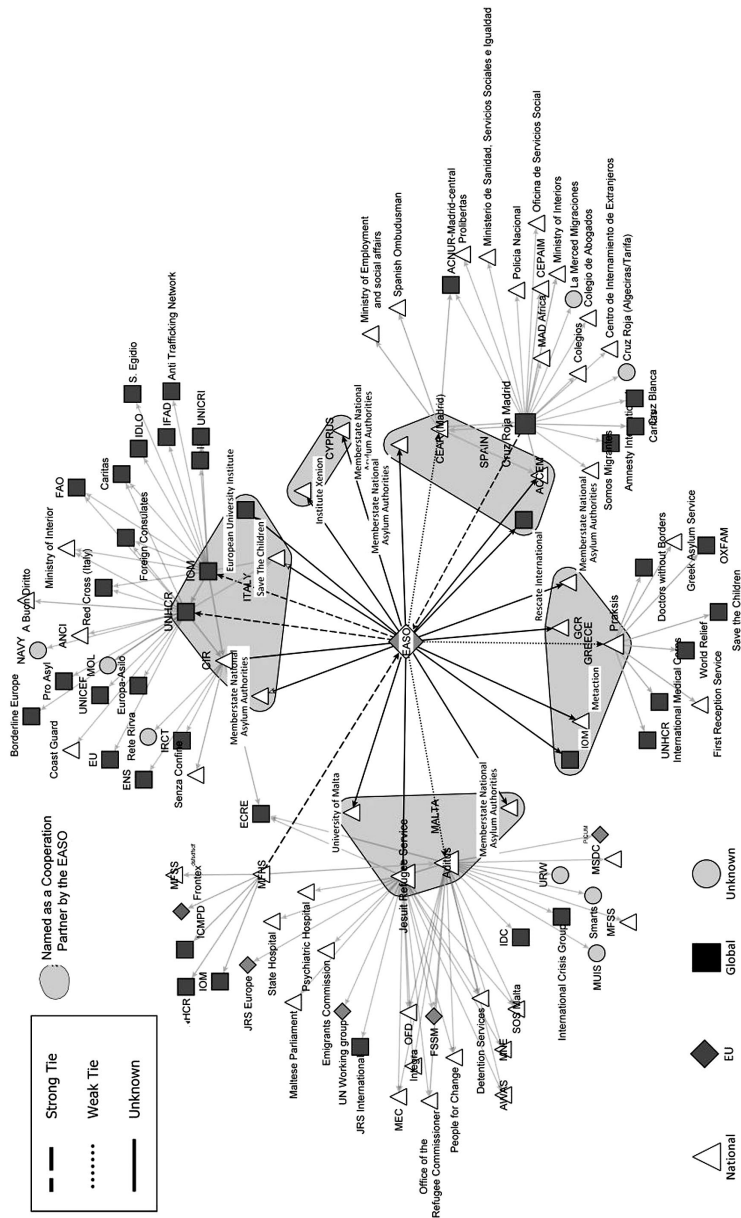 Strong Tie
Weak Tie
Unknown
Named as a Cooperation
Partner by the EASO
Borderline Europe
NAVY
A Buon Diritto
Pro Asyl
Ministry of Interior
FAO
Coast Guard
ANCI
UNICEF
MOL
Red Cross (Italy)
EU
Europa-Asilo
Caritas
IDLO
S. Egidio
ENS
Rete Rirva
Foreign Consulates
IFAD
Anti Trafficking Network
IRCT
UNHCR
IOM
UNICRI
Senza Confine
CIR
European University Institute
ITALY
Save The Children
Memberstate National
Asylum Authorities
MFSS
Frontex
MFRS
ECRE
ICMPD
IOM
JRS Europe
State Hospital
Psychiatric Hospital
Maltese Parliament
Emigrants Commission
UN Working group
JRS International
MEC
OFD
Integra
FSSM
Office of the
Refugee Commissioner
People for Change
Detention Services
AWAS
MNE
SOS Malta
University of Malta
Jesuit Refugee Service
MALTA
Aditus
Memberstate National
Asylum Authorities
IDC
URW
MSDC
PICUM
International Crisis Group
Smarts
MUIS
MFSS
EASO
Institute Xenion
CYPRUS
Memberstate National
Asylum Authorities
Memberstate National
Asylum Authorities
Ministry of Employment
and social affairs
Spanish Ombudusman
CEAR (Madrid)
SPAIN
Cruz Roja Madrid
ACCEM
Rescate International
ACNUR-Madrid-central
Prolibertas
Ministerio de Sanidad, Servicios Sociales e Igualdad
Policia Nacional
Oficina de Servicios Social
CEPAIM
MAD Africa
Ministry of Interiors
La Merced Migraciones
Colegio de Abogados
Colegios
Centro de Internamiento de Extranjeros
Cruz Roja (Algeciras/Tarifa)
Cruz Blanca
Caritas
Amnesty International
Somos Migrantes
Memberstate National
Asylum Authorities
GCR
GREECE
Praksis
Metaction
IOM
Doctors without Borders
Greek Asylum Service
OXFAM
Save the Children
World Relief
First Reception Service
International Medical Corps
UNHCR
National
EU
Global
Unknown